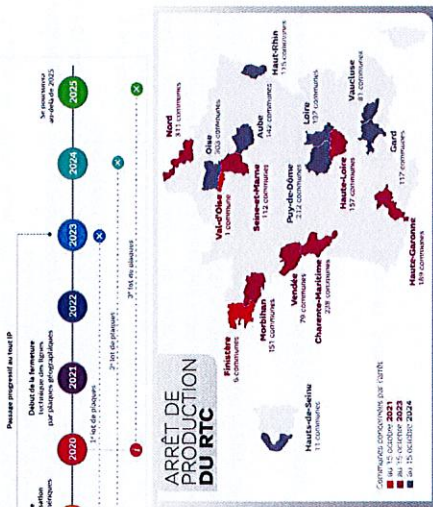 Passage progressif au tout IP
Se poursuivra
au-delà de 2025
Début de la fermeture
technique des lignes
par plaques géographiques
2020
2021
2022
2023
2024
2025
1er lot de plaques
2e lot de plaques
3e lot de plaques
ARRÊT DE
PRODUCTION
DU RTC
Nord
311 communes
Oise
303 communes
Val-d'Oise
1 commune
Seine-et-Marne
112 communes
Aube
142 communes
Haut-Rhin
115 communes
Finistère
6 communes
Morbihan
151 communes
Vendée
79 communes
Charente-Maritime
228 communes
Puy-de-Dôme
212 communes
Loire
137 communes
Haute-Loire
157 communes
Vaucluse
81 communes
Gard
117 communes
Haute-Garonne
189 communes
Hauts-de-Seine
11 communes
Communes concernées par l'arrêt
au 15 octobre 2021
au 15 octobre 2023
au 15 octobre 2024